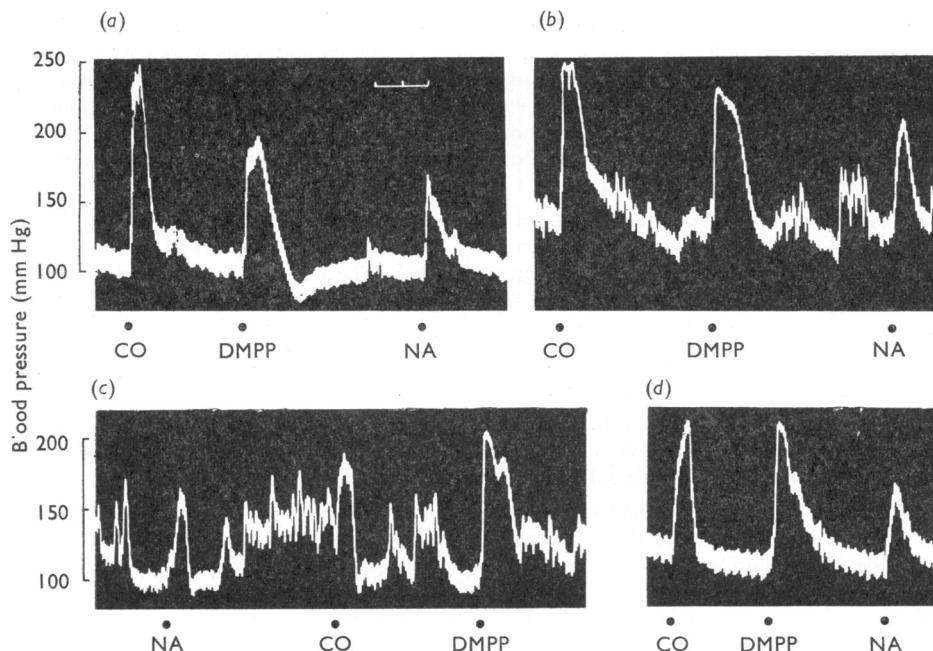 (a)
(b)
250
200
150
100
CO DMPP NA
CO DMPP NA
(c)
(d)
200
150
100
NA CO DMPP
CO DMPP NA
B'ood pressure (mm Hg)